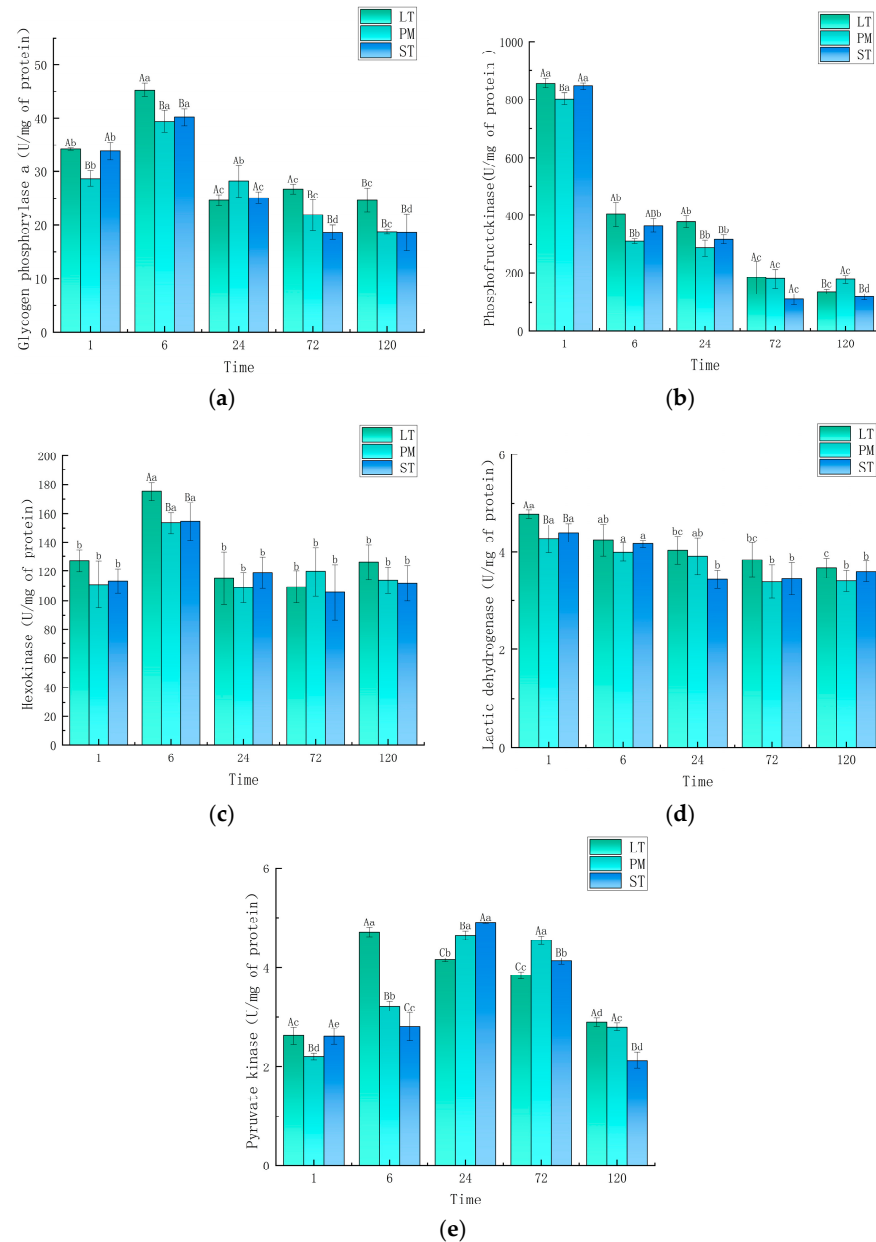 LT
PM
ST
Glycogen phosphorylase a (U/mg of protein)
50
40
30
20
10
0
Ab Bb Ab Aa Ba Ba Ac Ab Ac Ac Bc Bd Bc Bc Bd
1 6 24 72 120
Time
(a)
LT
PM
ST
Phosphofructckinase(U/mg of protein)
1000
800
600
400
200
0
Aa Ba Aa Ab Bb ABb Ab Bb Bb Ac Ac Ac Bc Ac Bd
1 6 24 72 120
Time
(b)
LT
PM
ST
Hexokinase (U/mg of protein)
200
180
160
140
120
100
80
60
40
20
0
b b b Aa Ba Ba b b b b b b b b b
1 6 24 72 120
Time
(c)
LT
PM
ST
Lactic dehydrogenase (U/mg of protein)
6
4
2
0
Aa Ba Ba ab a a bc ab b bc b b c b b
1 6 24 72 120
Time
(d)
LT
PM
ST
Pyruvate kinase (U/mg of protein)
6
4
2
0
Ac Bd Ae Aa Bb Cc Cb Ba Aa Cc Aa Bb Ad Ac Bd
1 6 24 72 120
Time
(e)